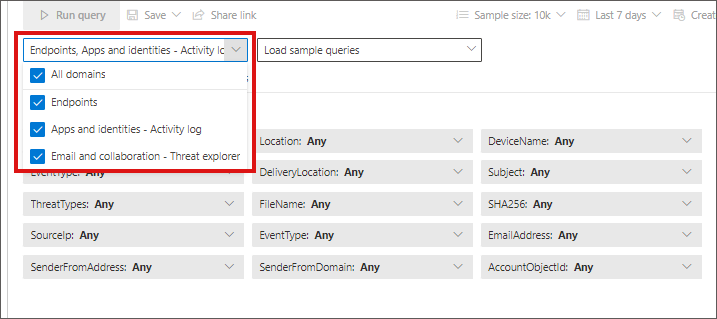 Run query Save Share link Sample size: 10k Last 7 days Creat
Endpoints, Apps and identities - Activity lo Load sample queries
All domains
Endpoints
Apps and identities - Activity log
Location: Any DeviceName: Any
Email and collaboration - Threat explorer
EventType: Any DeliveryLocation: Any Subject: Any
ThreatTypes: Any FileName: Any SHA256: Any
SourceIp: Any EventType: Any EmailAddress: Any
SenderFromAddress: Any SenderFromDomain: Any AccountObjectId: Any